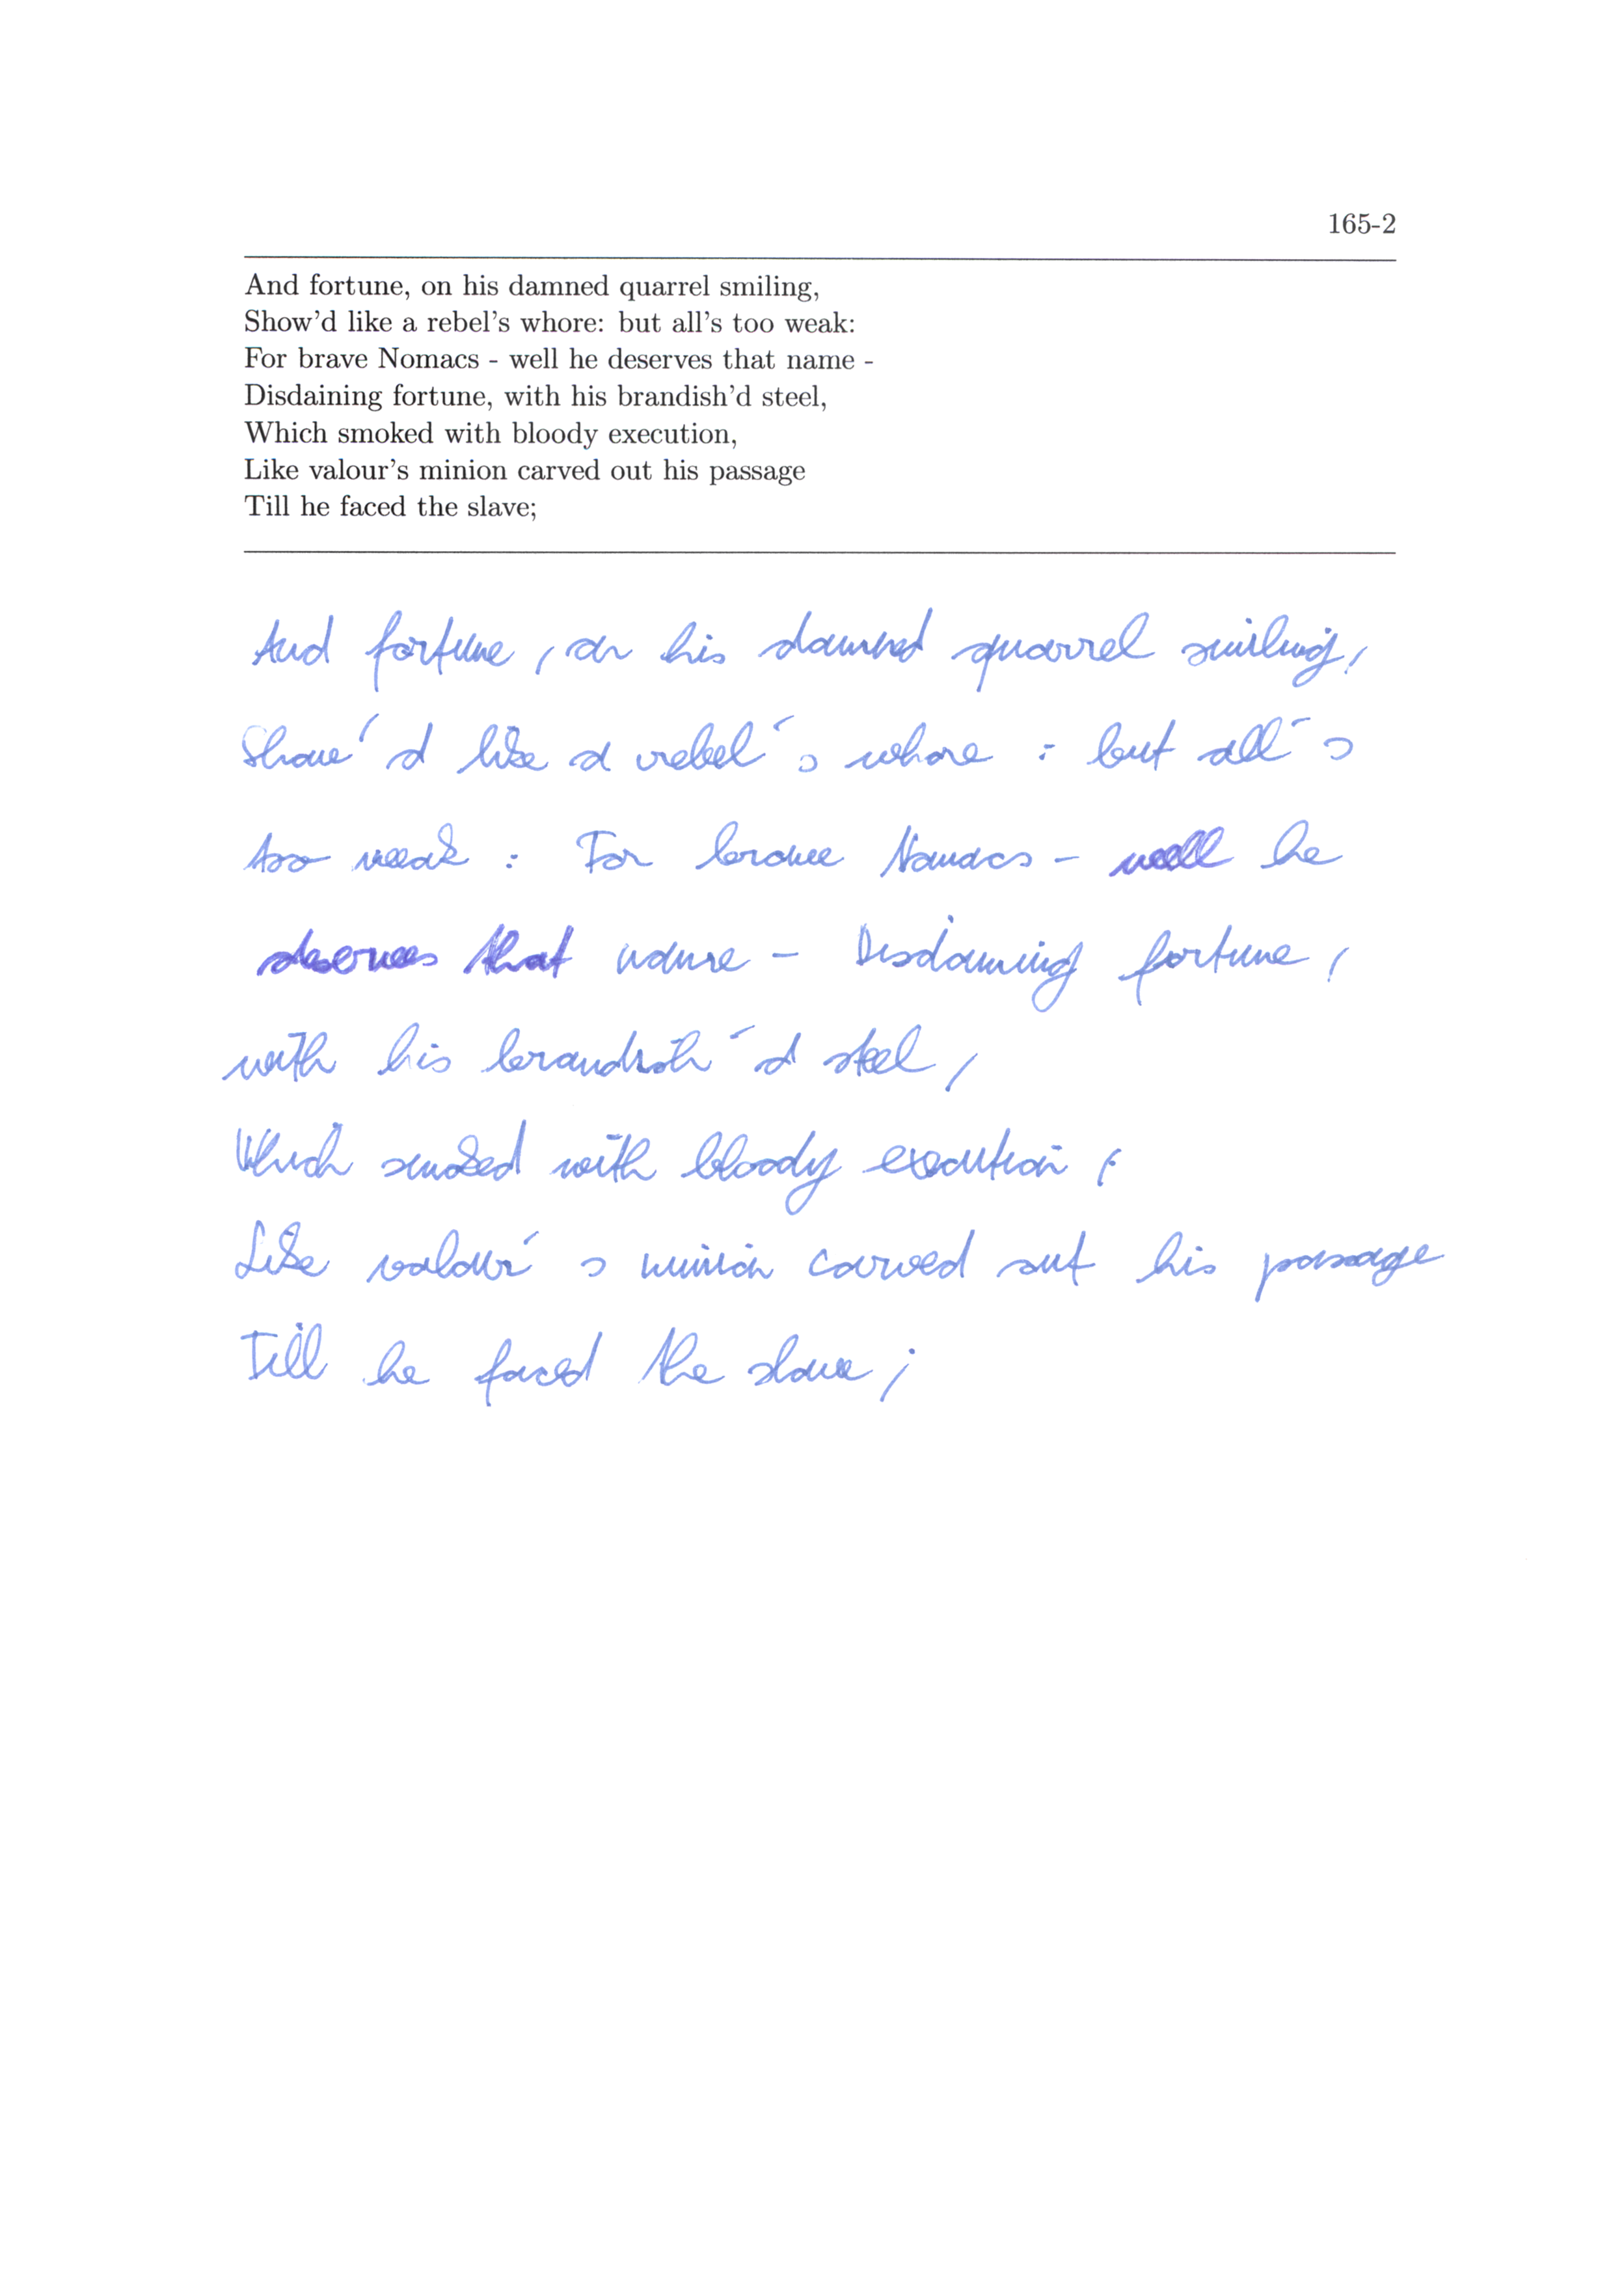 165-2
And fortune, on his damned quarrel smiling,
Show'd like a rebel's whore: but all's too weak:
For brave Nomacs - well he deserves that name -
Disdaining fortune, with his brandish'd steel,
Which smoked with bloody execution,
Like valour's minion carved out his passage
Till he faced the slave;
And fortune, on his damned quarrel smiling,
Show'd like a rebel's whore : but all's
too weak : For brave Nomacs - well he
deserves that name - Disdaining fortune,
with his brandish'd steel,
Which smoked with bloody execution,
Like valour's minion carved out his passage
Till he faced the slave;